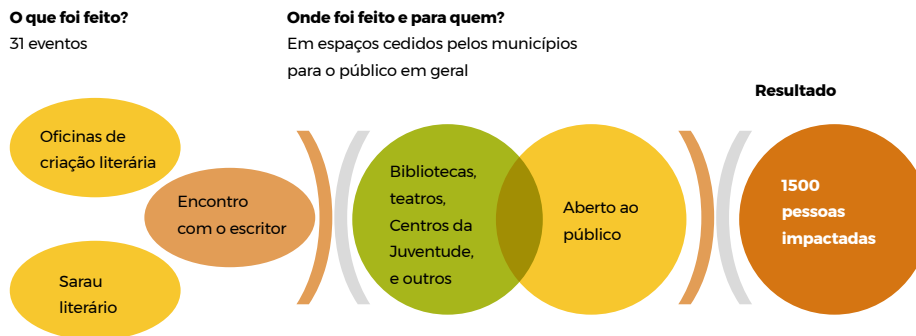 O que foi feito?
31 eventos
Onde foi feito e para quem?
Em espaços cedidos pelos municípios
para o público em geral
Resultado
Oficinas de
criação literária
Encontro
com o escritor
Sarau
literário
Bibliotecas,
teatros,
Centros da
Juventude,
e outros
Aberto ao
público
1500
pessoas
impactadas